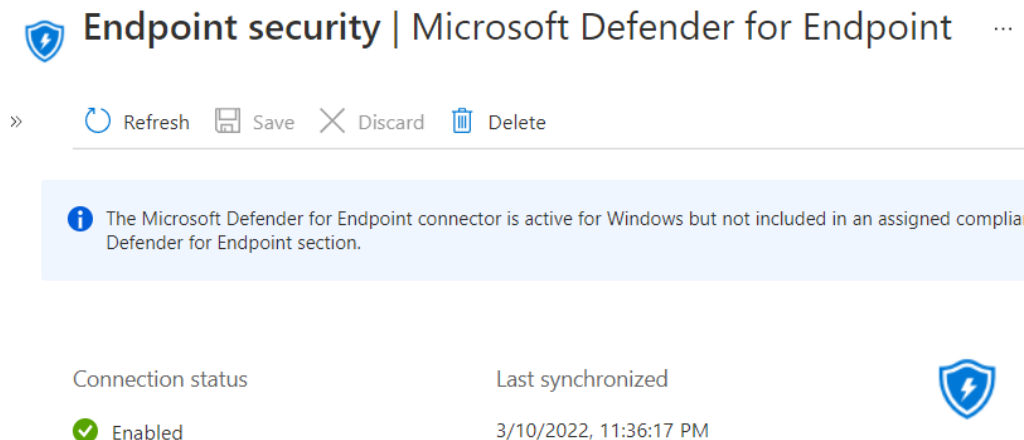 Endpoint security | Microsoft Defender for Endpoint ...
» Refresh Save Discard Delete
The Microsoft Defender for Endpoint connector is active for Windows but not included in an assigned
Defender for Endpoint section.
Connection status Last synchronized
Enabled 3/10/2022, 11:36:17 PM